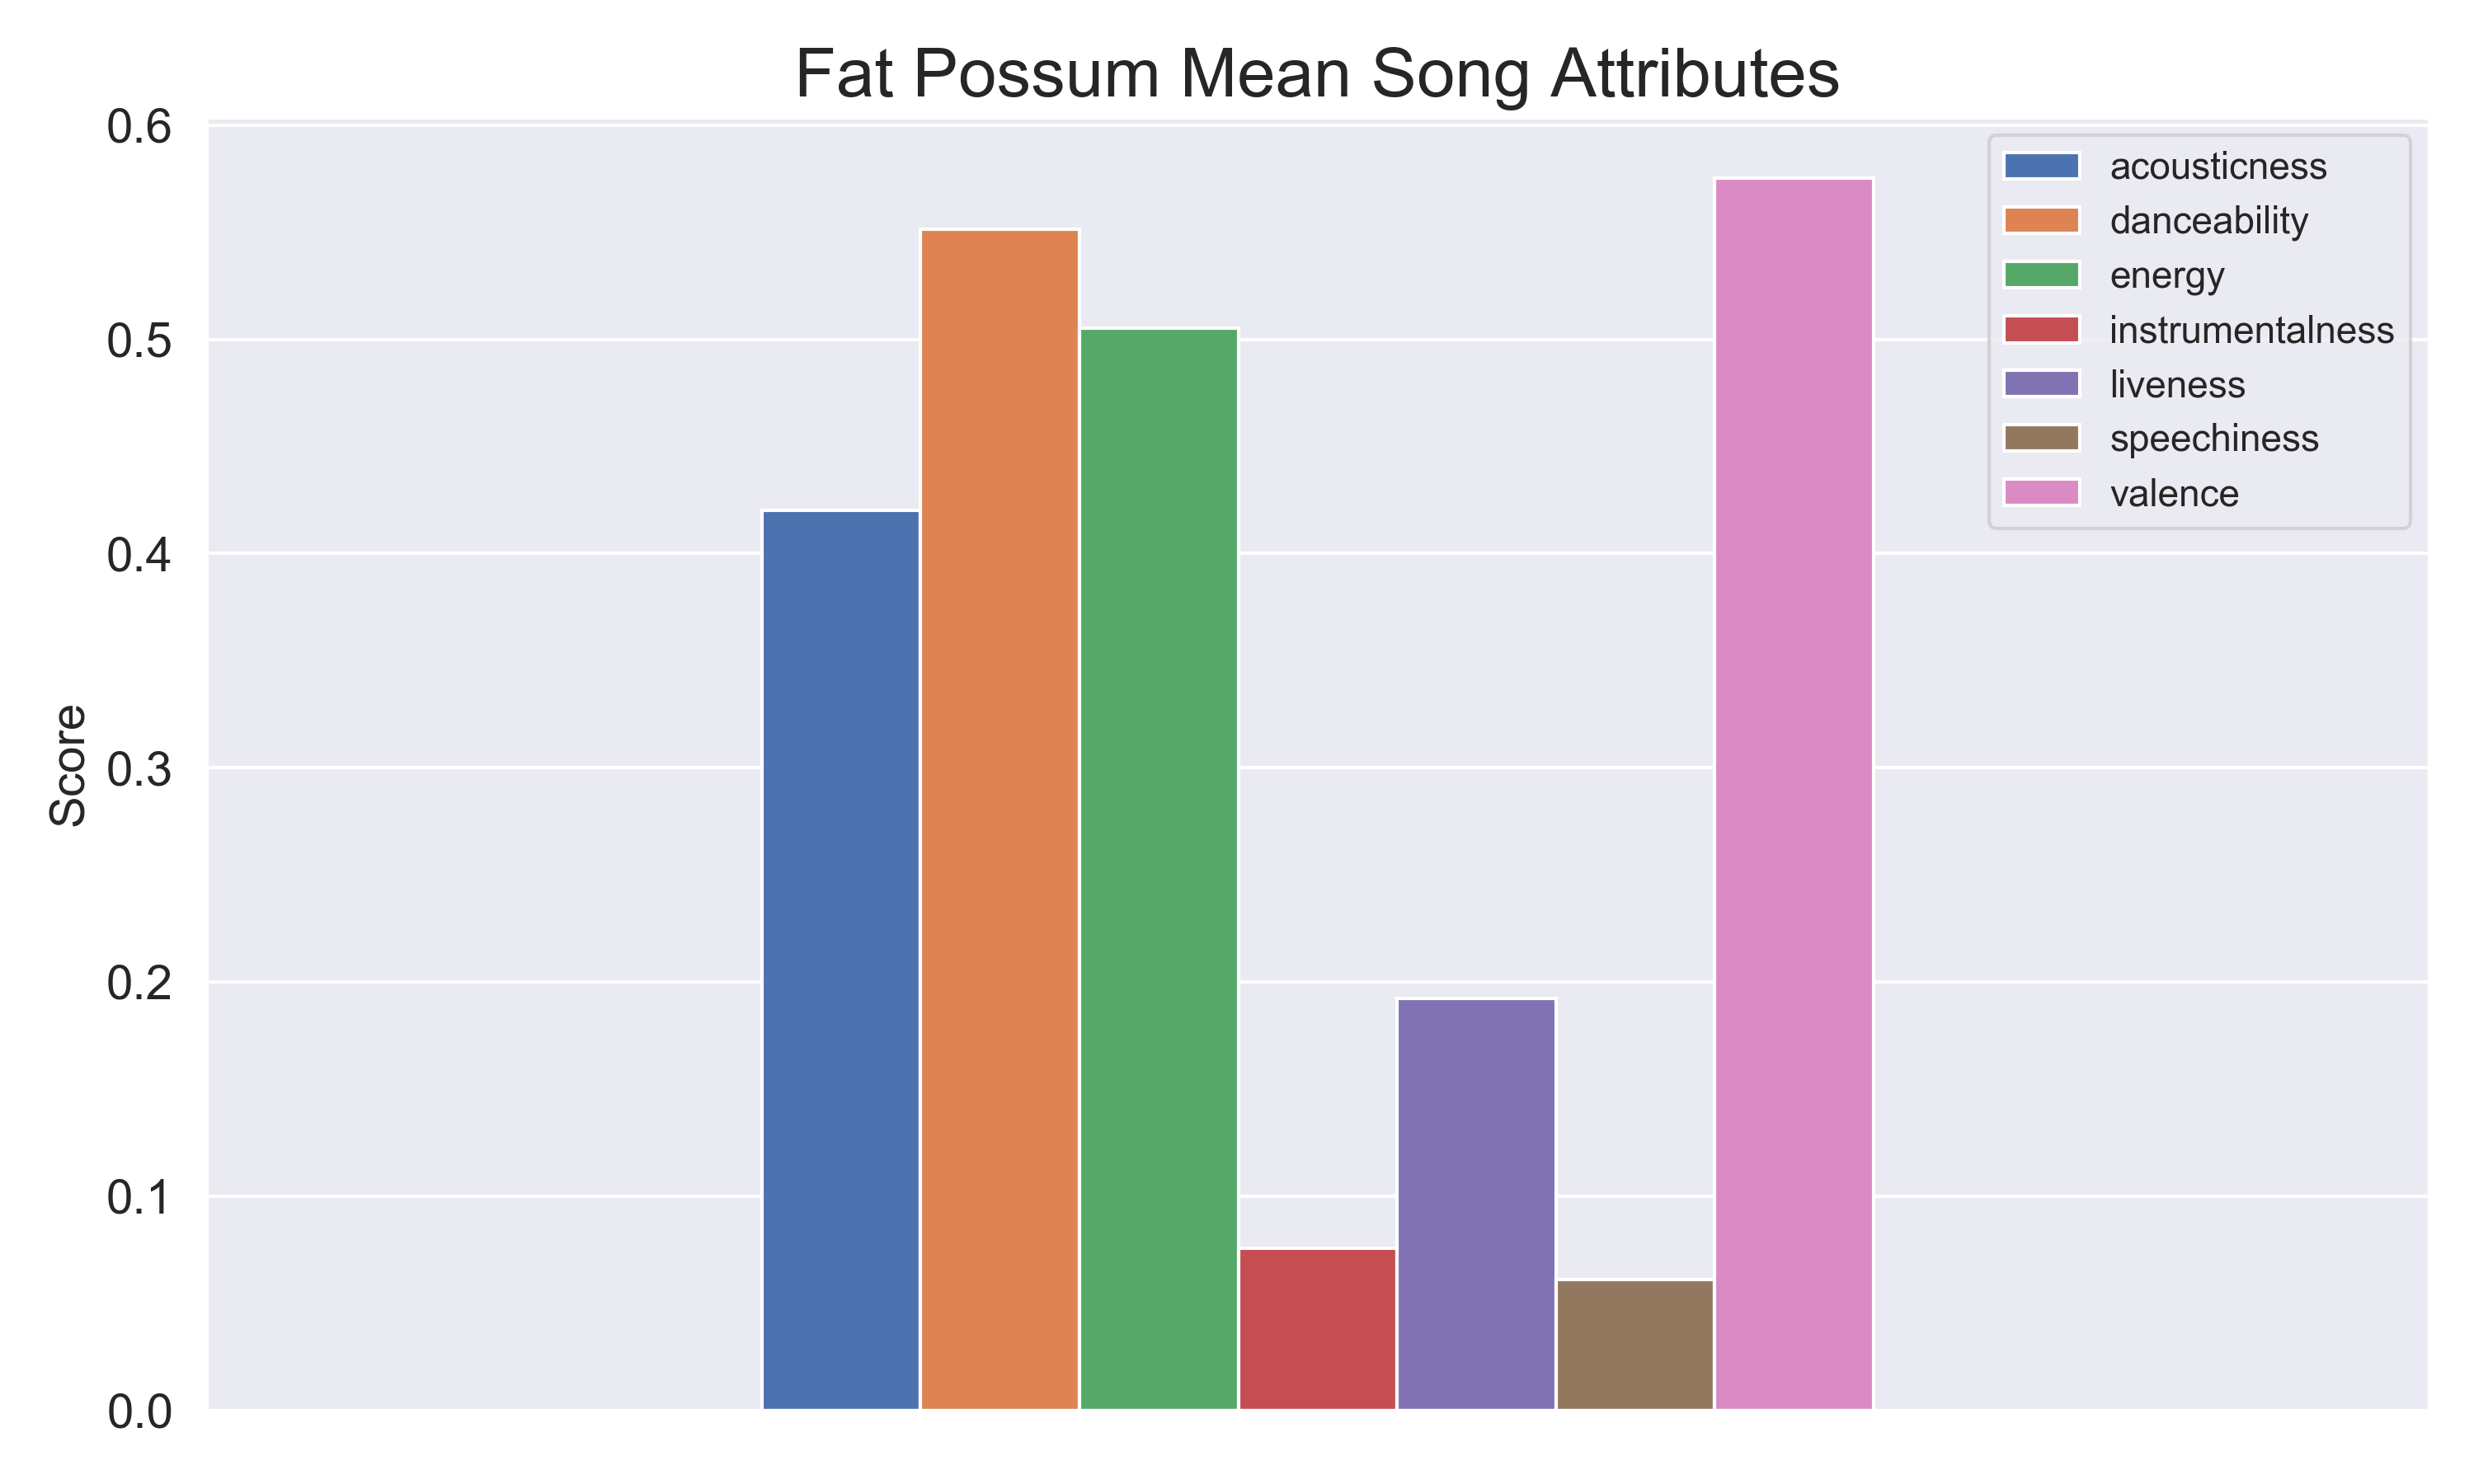 Fat Possum Mean Song Attributes
0.6
0.5
0.4
0.3
0.2
0.1
0.0
Score
acousticness
danceability
energy
instrumentalness
liveness
speechiness
valence